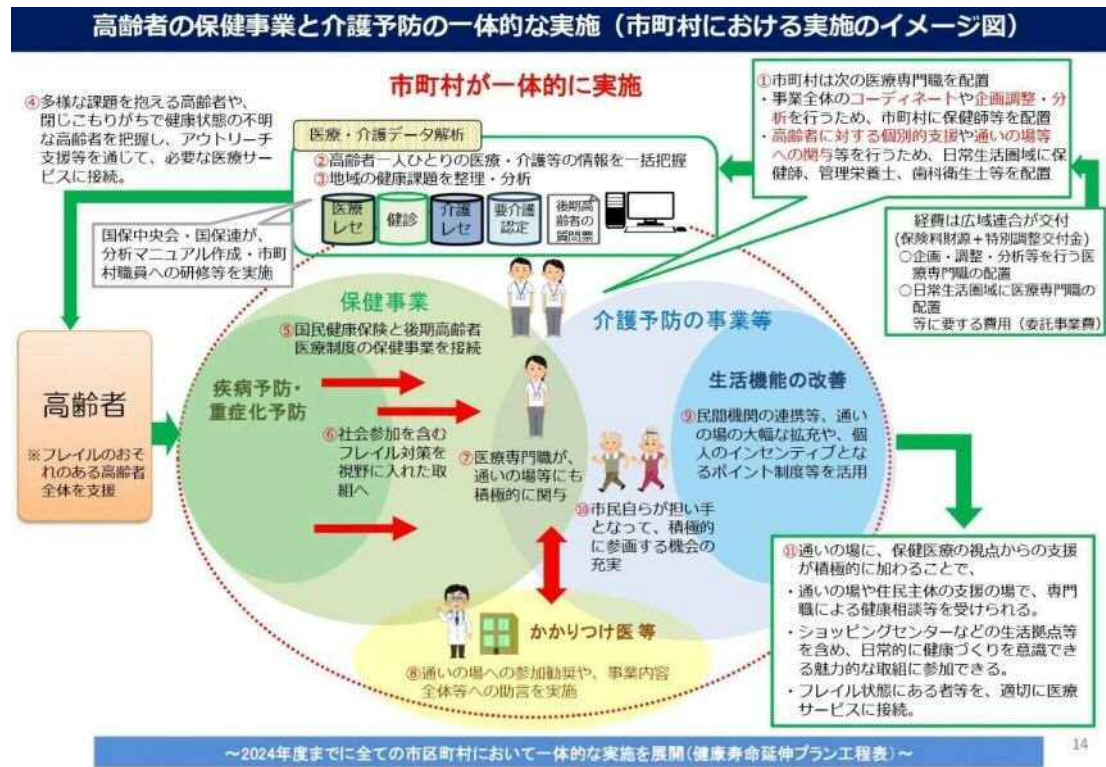 高齢者の保健事業と介護予防の一体的な実施（市町村における実施のイメージ図）
市町村が一体的に実施
①市町村は次の医療専門職を配置
・事業全体のコーディネートや企画調整・分
析を行うため、市町村に保健師等を配置
・高齢者に対する個別的支援や通いの場等
への関与等を行うため、日常生活圏域に保
健師、管理栄養士、歯科衛生士等を配置
④多様な課題を抱える高齢者や、
閉じこもりがちで健康状態の不明
な高齢者を把握し、アウトリーチ
支援等を通じて、必要な医療サー
ビスに接続。
医療・介護データ解析
②高齢者一人ひとりの医療・介護等の情報を一括把握
③地域の健康課題を整理・分析
医療
レセ
健診
介護
レセ
要介護
認定
後期高
齢者の
質問票
国保中央会・国保連が、
分析マニュアル作成・市町
村職員への研修等を実施
経費は広域連合が交付
(保険料財源＋特別調整交付金)
○企画・調整・分析等を行う医
療専門職の配置
○日常生活圏域に医療専門職の
配置
等に要する費用（委託事業費）
保健事業
⑤国民健康保険と後期高齢者
医療制度の保健事業を接続
介護予防の事業等
高齢者
※フレイルのおそ
れのある高齢者
全体を支援
疾病予防・
重症化予防
⑥社会参加を含む
フレイル対策を
視野に入れた取
組へ
⑦医療専門職が、
通いの場等にも
積極的に関与
生活機能の改善
⑨民間機関の連携等、通い
の場の大幅な拡充や、個
人のインセンティブとな
るポイント制度等を活用
⑩市民自らが担い手
となって、積極的
に参画する機会の
充実
かかりつけ医 等
⑧通いの場への参加勧奨や、事業内容
全体等への助言を実施
⑪通いの場に、保健医療の視点からの支援
が積極的に加わることで、
・通いの場や住民主体の支援の場で、専門
職による健康相談等を受けられる。
・ショッピングセンターなどの生活拠点等
を含め、日常的に健康づくりを意識でき
る魅力的な取組に参加できる。
・フレイル状態にある者等を、適切に医療
サービスに接続。
～2024年度までに全ての市区町村において一体的な実施を展開(健康寿命延伸プラン工程表)～
14